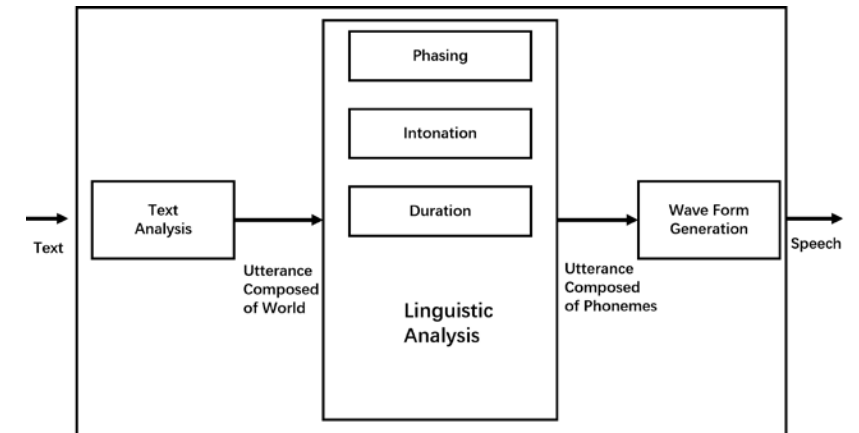 Text
Text
Analysis
Utterance
Composed
of World
Phasing
Intonation
Duration
Linguistic
Analysis
Utterance
Composed
of Phonemes
Wave Form
Generation
Speech